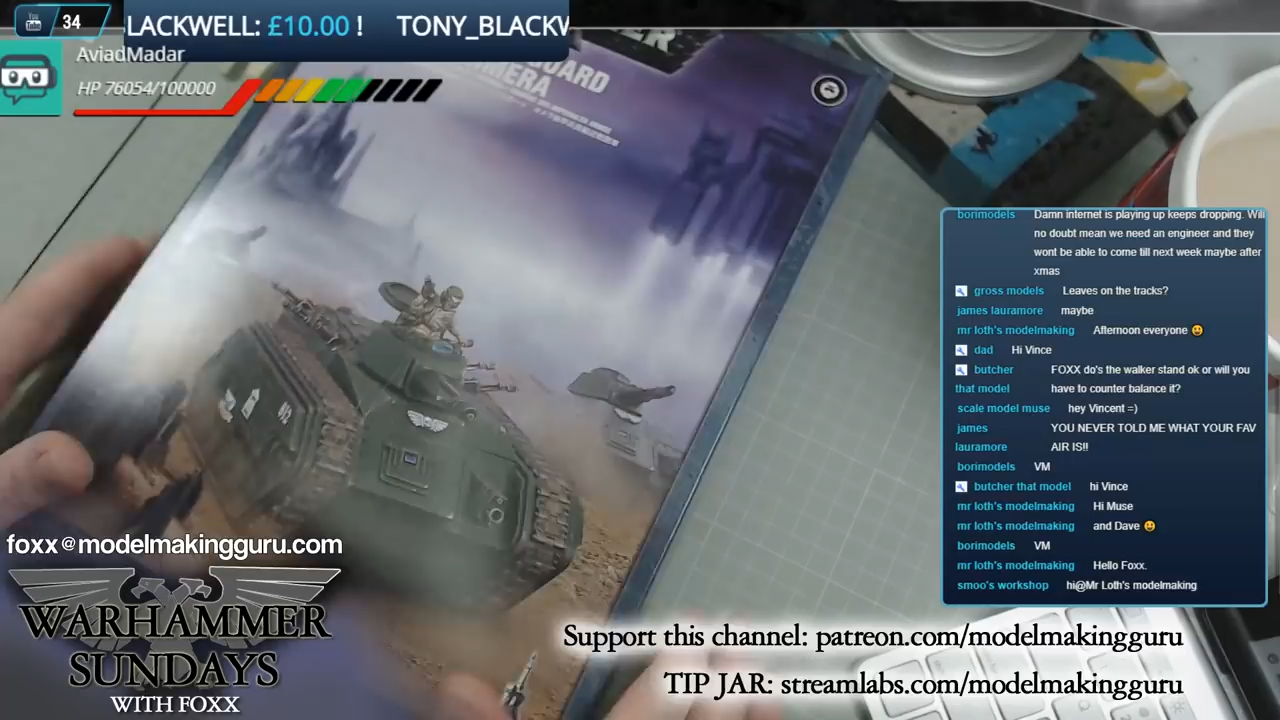 34
LACKWELL: £10.00 ! TONY_BLACKW
AviadMadar
HP 76054/100000
borimodels Damn internet is playing up keeps dropping. Will
no doubt mean we need an engineer and they
wont be able to come till next week maybe after
xmas
gross models Leaves on the tracks?
james lauramore maybe
mr loth's modelmaking Afternoon everyone
dad Hi Vince
butcher FOXX do's the walker stand ok or will you
that model have to counter balance it?
scale model muse hey Vincent =)
james YOU NEVER TOLD ME WHAT YOUR FAV
lauramore AIR IS!!
borimodels VM
butcher that model hi Vince
mr loth's modelmaking Hi Muse
mr loth's modelmaking and Dave
borimodels VM
mr loth's modelmaking Hello Foxx.
smoo's workshop hi@Mr Loth's modelmaking
foxx@modelmakingguru.com
WARHAMMER
SUNDAYS
WITH FOXX
Support this channel: patreon.com/modelmakingguru
TIP JAR: streamlabs.com/modelmakingguru